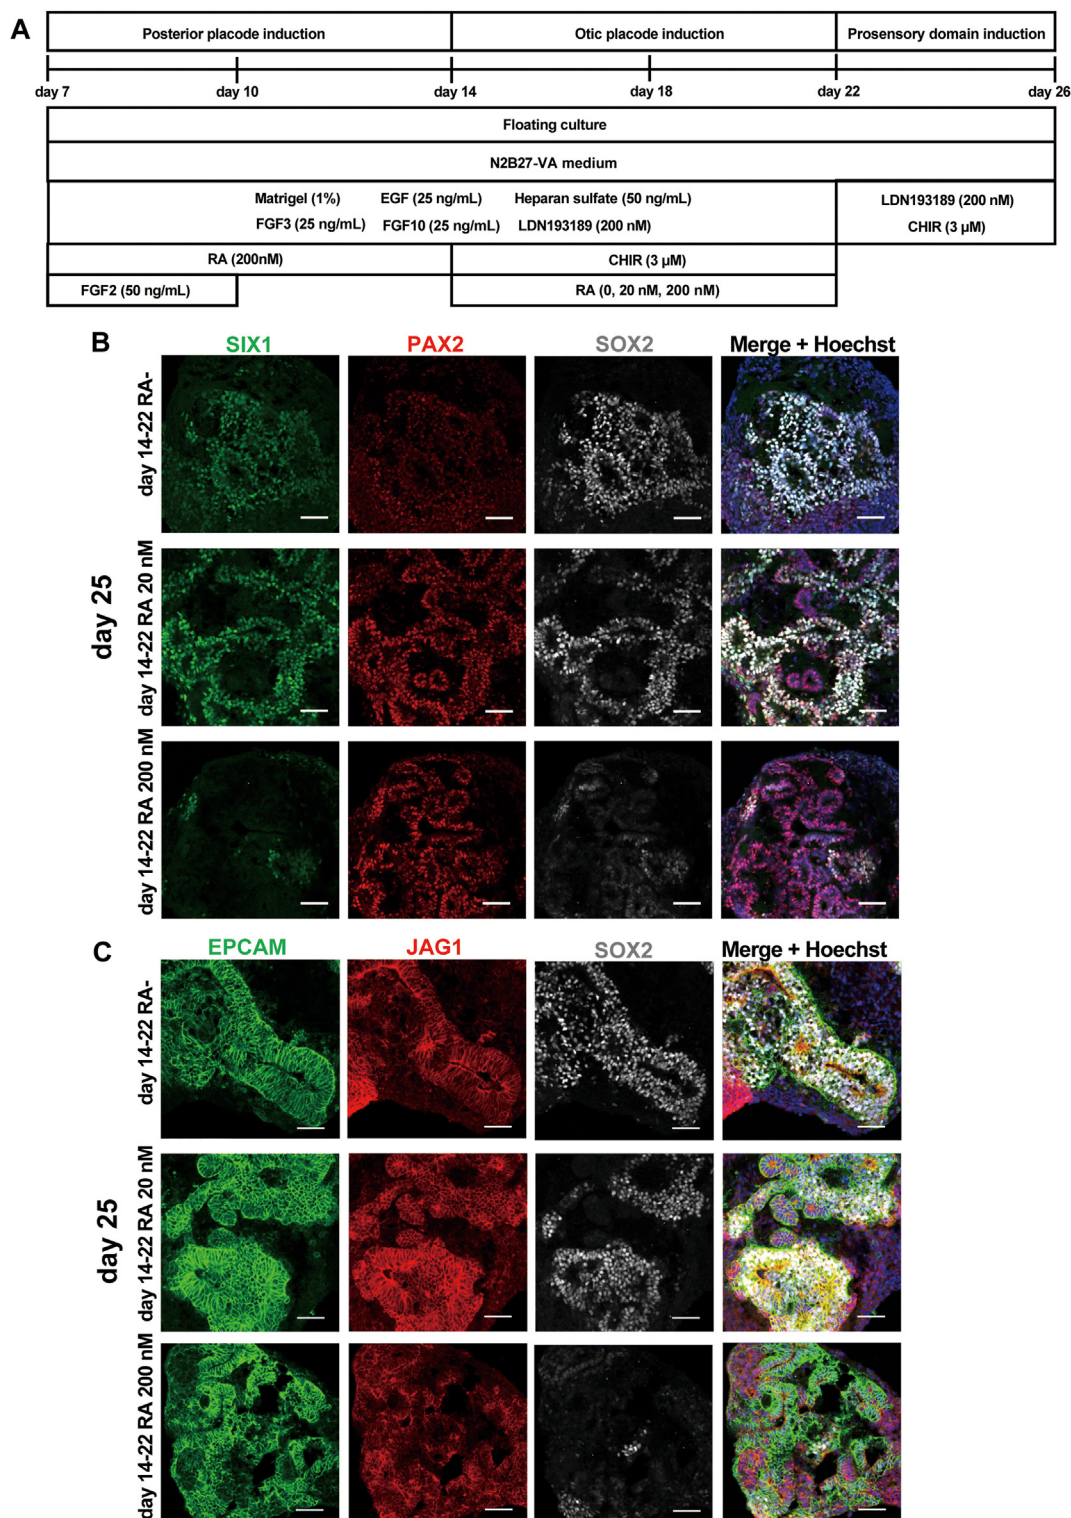 A
Posterior placode induction
Otic placode induction
Prosensory domain induction
day 7
day 10
day 14
day 18
day 22
day 26
Floating culture
N2B27-VA medium
Matrigel (1%)
EGF (25 ng/mL)
Heparan sulfate (50 ng/mL)
FGF3 (25 ng/mL)
FGF10 (25 ng/mL)
LDN193189 (200 nM)
LDN193189 (200 nM)
CHIR (3 µM)
RA (200nM)
CHIR (3 µM)
FGF2 (50 ng/mL)
RA (0, 20 nM, 200 nM)
B
SIX1
PAX2
SOX2
Merge + Hoechst
day 25
day 14-22 RA-
day 14-22 RA 20 nM
day 14-22 RA 200 nM
C
EPCAM
JAG1
SOX2
Merge + Hoechst
day 25
day 14-22 RA-
day 14-22 RA 20 nM
day 14-22 RA 200 nM